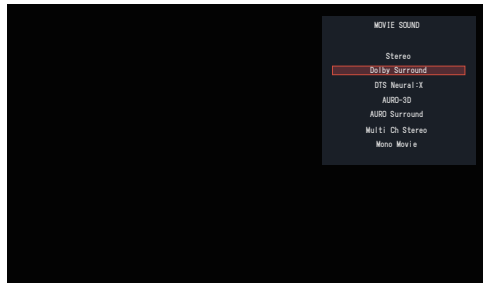 MOVIE SOUND
Stereo
Dolby Surround
DTS Neural:X
AURO-3D
AURO Surround
Multi Ch Stereo
Mono Movie